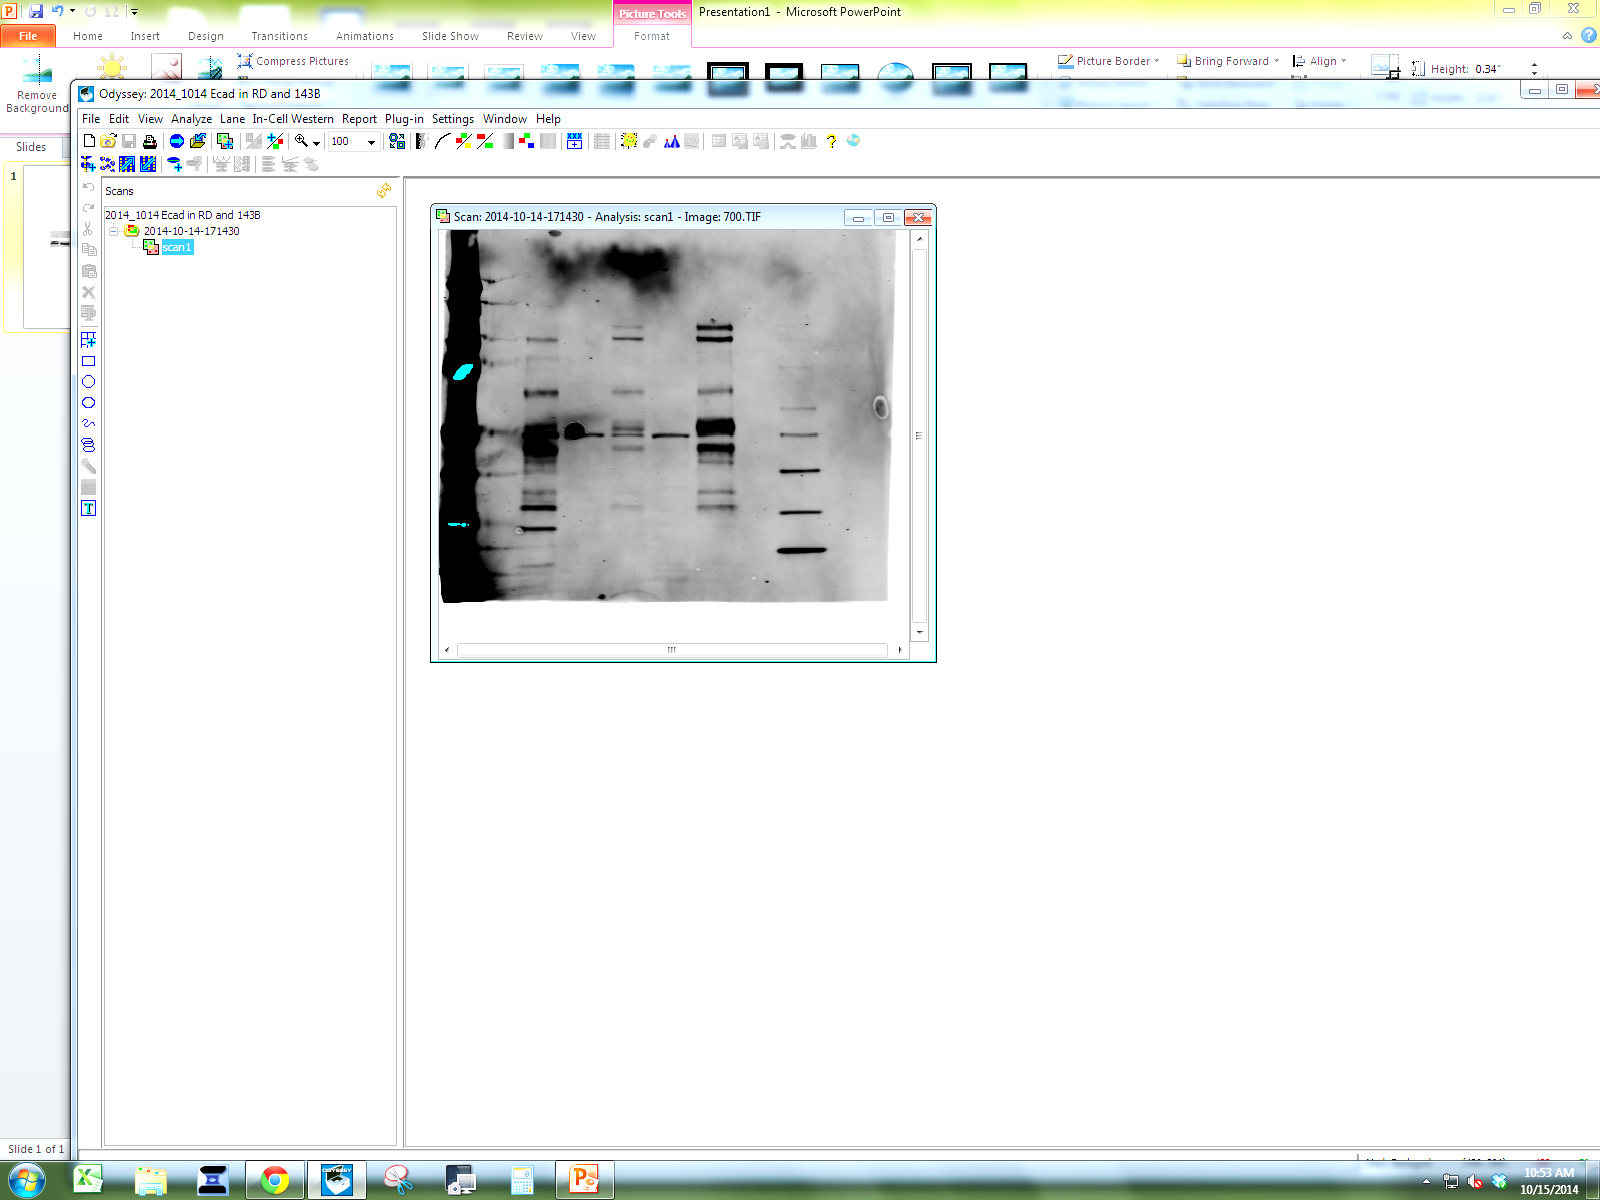 Picture Tools
Presentation1 - Microsoft PowerPoint
File Home Insert Design Transitions Animations Slide Show Review View Format
Remove Background
Compress Pictures
Picture Border
Bring Forward
Align
Height: 0.34"
Slides
1
Odyssey: 2014_1014 Ecad in RD and 143B
File Edit View Analyze Lane In-Cell Western Report Plug-in Settings Window Help
100
Scans
2014_1014 Ecad in RD and 143B
2014-10-14-171430
scan1
Scan: 2014-10-14-171430 - Analysis: scan1 - Image: 700.TIF
Slide 1 of 1
10:53 AM
10/15/2014